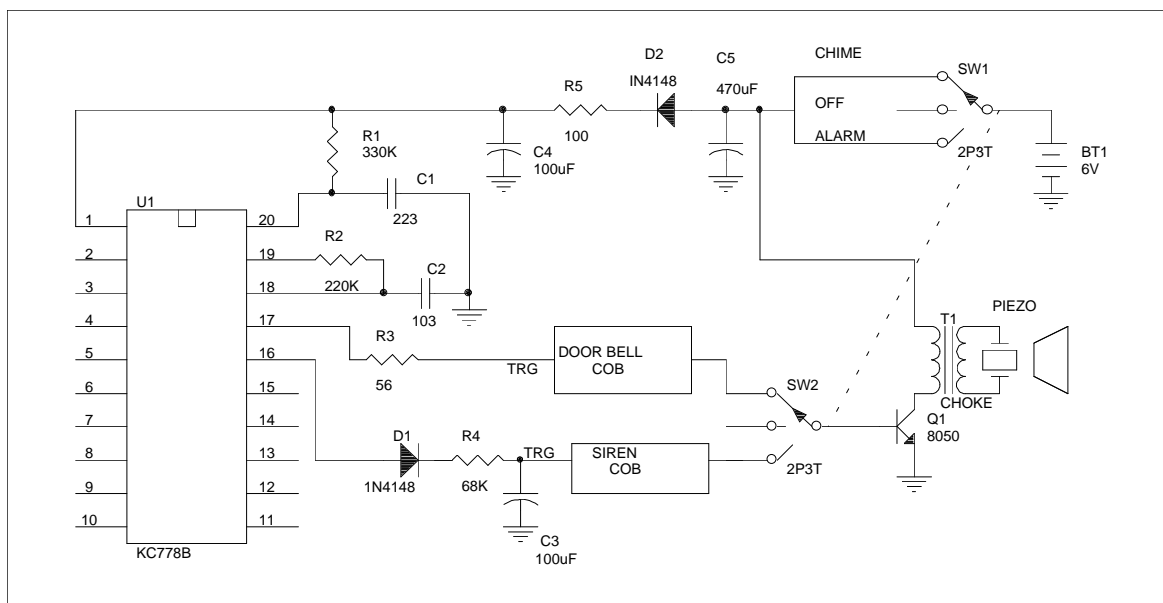 D2
C5
CHIME
IN4148
470uF
SW1
R5
OFF
100
R1
330K
C4
100uF
ALARM
2P3T
BT1
6V
C1
U1
223
1
20
R2
2
19
C2
220K
3
18
103
PIEZO
T1
4
17
R3
DOOR BELL
COB
TRG
5
16
56
SW2
CHOKE
6
15
Q1
8050
7
14
D1
R4
SIREN
COB
TRG
8
13
2P3T
1N4148
68K
9
12
10
11
C3
100uF
KC778B